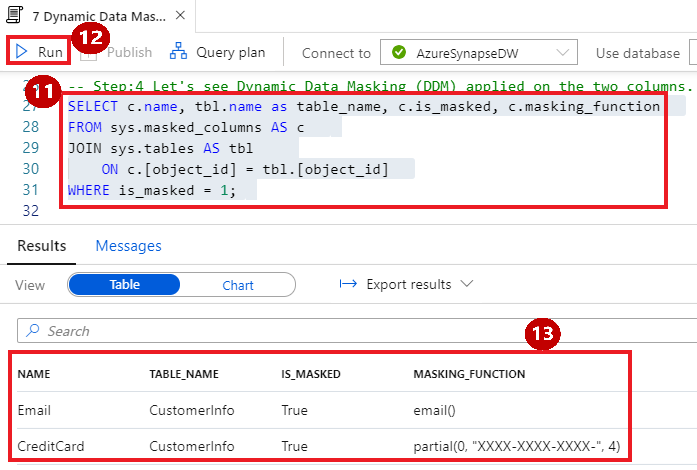 7 Dynamic Data Mas...
12
Run
Publish
Query plan
Connect to
AzureSynapseDW
Use database
-- Step:4 Let's see Dynamic Data Masking (DDM) applied on the two columns.
11
27 SELECT c.name, tbl.name as table_name, c.is_masked, c.masking_function
28 FROM sys.masked_columns AS c
29 JOIN sys.tables AS tbl
30 ON c.[object_id] = tbl.[object_id]
31 WHERE is_masked = 1;
32
Results Messages
View Table Chart Export results
Search
13
NAME TABLE_NAME IS_MASKED MASKING_FUNCTION
Email CustomerInfo True email()
CreditCard CustomerInfo True partial(0, "XXXX-XXXX-XXXX-", 4)